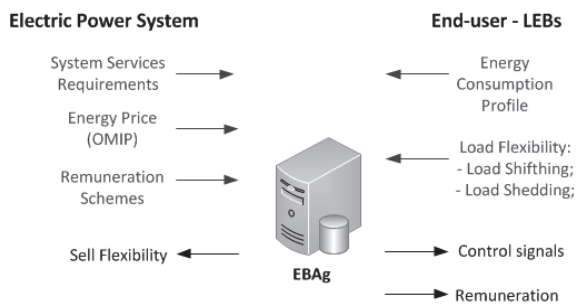 Electric Power System
End-user - LEBs
System Services
Requirements
Energy Price
(OMIP)
Remuneration
Schemes
Sell Flexibility
EBAg
Energy
Consumption
Profile
Load Flexibility:
- Load Shifthing;
- Load Shedding;
Control signals
Remuneration